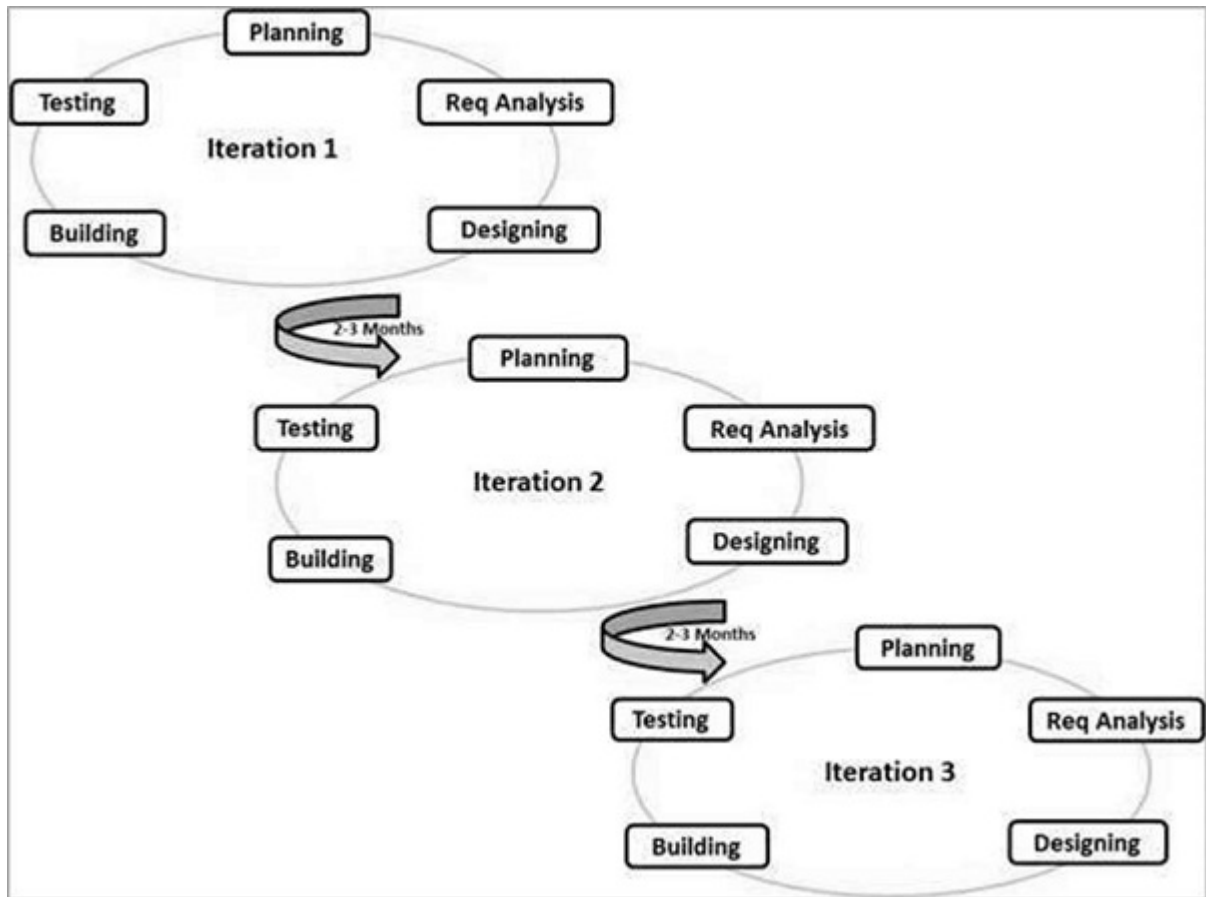 Planning
Testing
Req Analysis
Iteration 1
Building
Designing
2-3 Months
Planning
Testing
Req Analysis
Iteration 2
Building
Designing
2-3 Months
Planning
Testing
Req Analysis
Iteration 3
Building
Designing